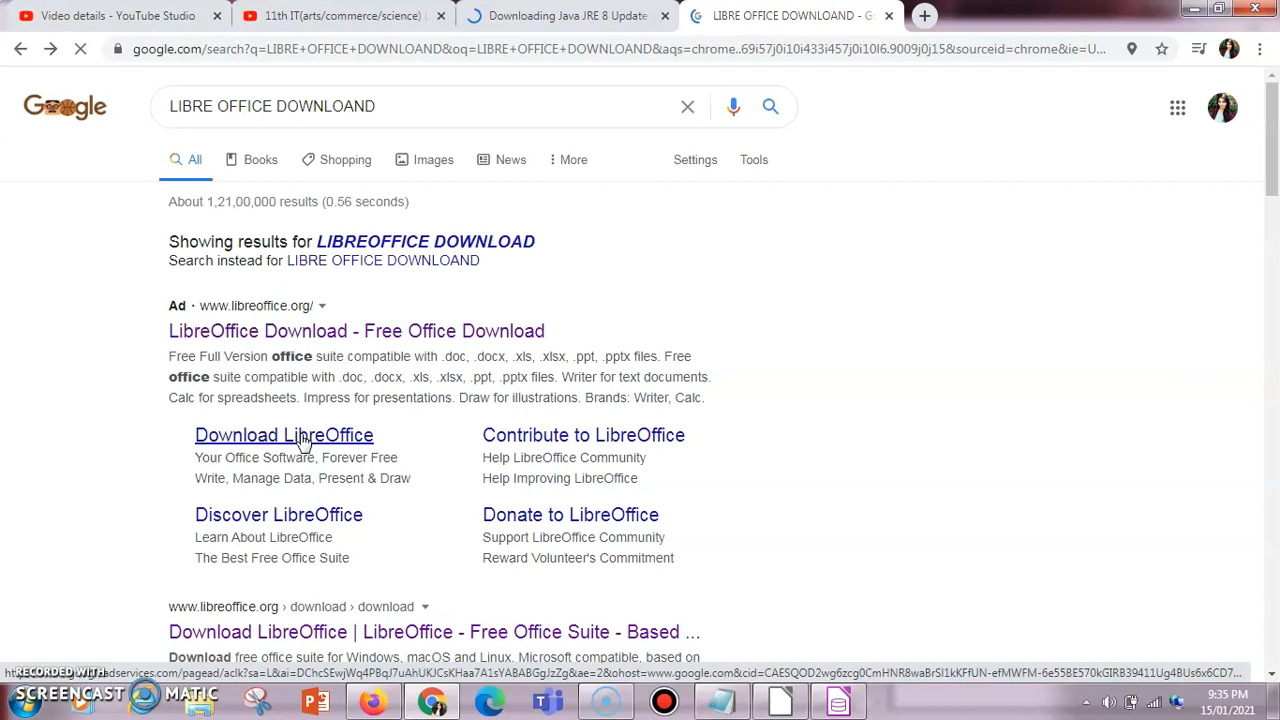 Video details - YouTube Studio
11th IT(arts/commerce/science) L
Downloading Java JRE 8 Update
LIBRE OFFICE DOWNLOAND - Go
google.com/search?q=LIBRE+OFFICE+DOWNLOAND&oq=LIBRE+OFFICE+DOWNLOAND&aqs=chrome..69i57j0i10i433i457j0i10l6.9009j0j15&sourceid=chrome&ie=U...
Google
LIBRE OFFICE DOWNLOAND
All
Books
Shopping
Images
News
More
Settings
Tools
About 1,21,00,000 results (0.56 seconds)
Showing results for LIBREOFFICE DOWNLOAD
Search instead for LIBRE OFFICE DOWNLOAND
Ad · www.libreoffice.org/
LibreOffice Download - Free Office Download
Free Full Version office suite compatible with .doc, .docx, .xls, .xlsx, .ppt, .pptx files. Free
office suite compatible with .doc, .docx, .xls, .xlsx, .ppt, .pptx files. Writer for text documents.
Calc for spreadsheets. Impress for presentations. Draw for illustrations. Brands: Writer, Calc.
Download LibreOffice
Your Office Software, Forever Free
Write, Manage Data, Present & Draw
Contribute to LibreOffice
Help LibreOffice Community
Help Improving LibreOffice
Discover LibreOffice
Learn About LibreOffice
The Best Free Office Suite
Donate to LibreOffice
Support LibreOffice Community
Reward Volunteer's Commitment
www.libreoffice.org › download › download
Download LibreOffice | LibreOffice - Free Office Suite - Based ...
Download free office suite for Windows, macOS and Linux. Microsoft compatible, based on
RECORDED WITH
SCREENCAST MATIC
9:35 PM
15/01/2021